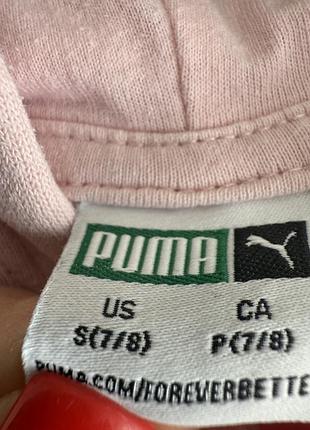 PUMA
US CA
S(7/8) P(7/8)
PUMA.COM/FOREVERBETTE